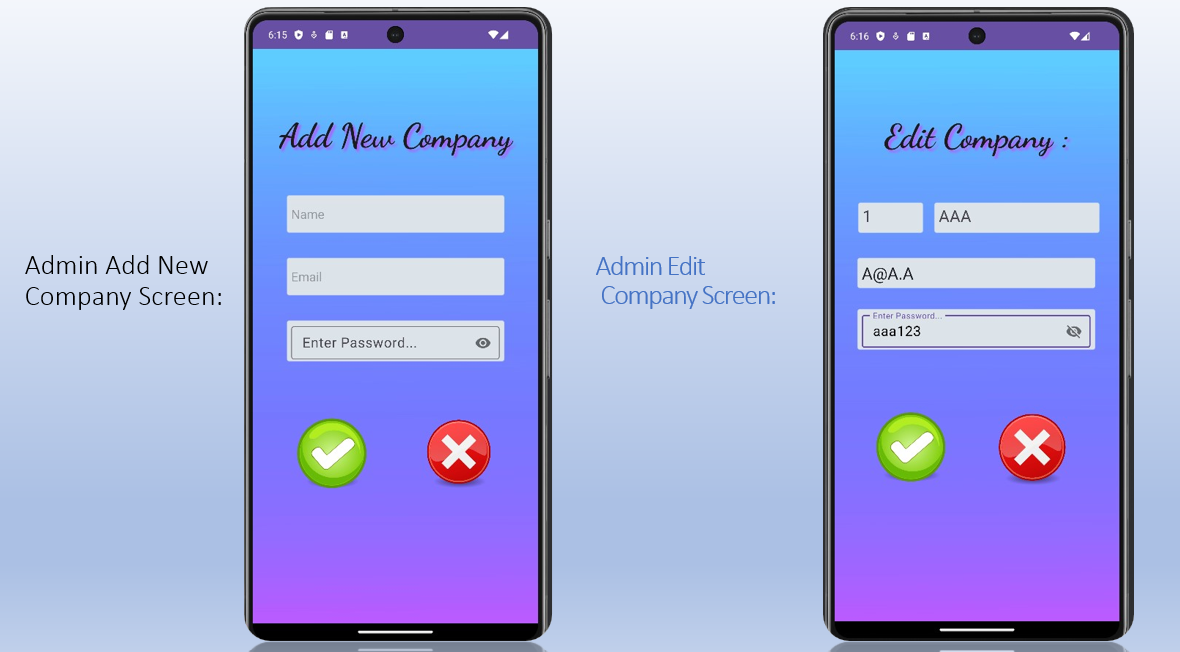 Admin Add New
Company Screen:
6:15
Add New Company
Name
Email
Enter Password...
Admin Edit
Company Screen:
6:16
Edit Company :
1 AAA
A@A.A
Enter Password...
aaa123